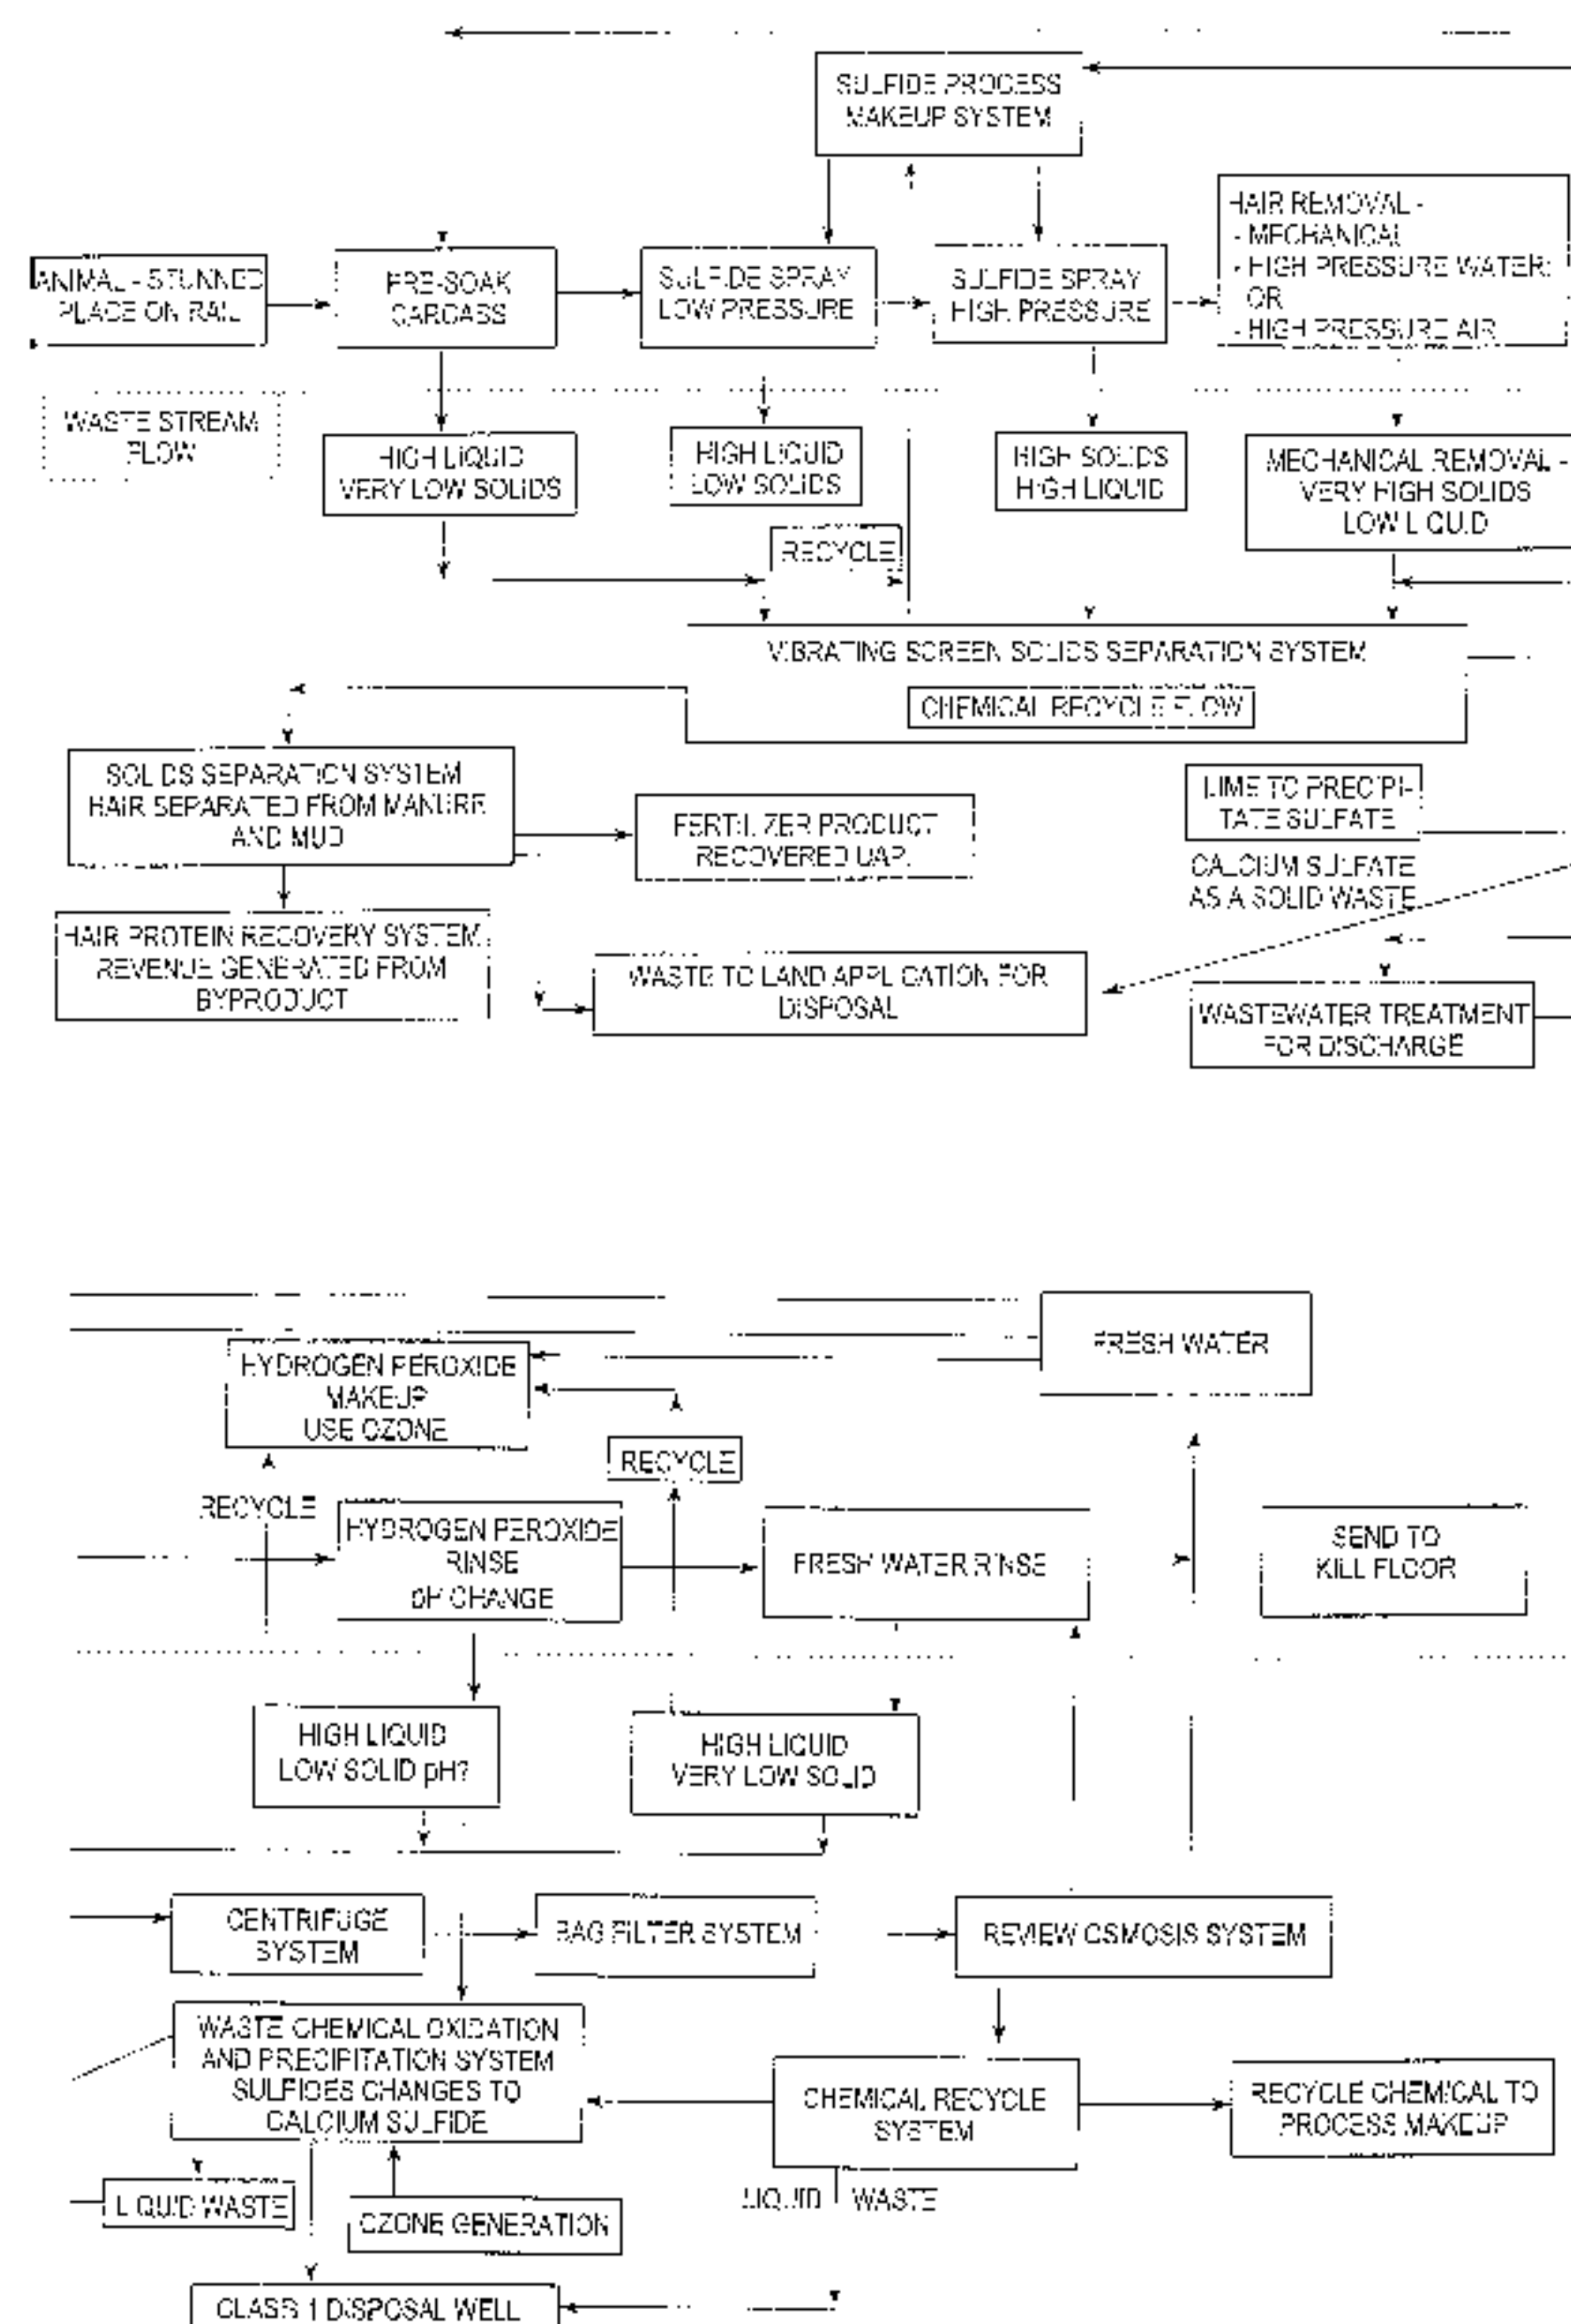 SULFIDE PROCESS
MAKEUP SYSTEM
HAIR REMOVAL -
- MECHANICAL
- HIGH PRESSURE WATER
OR
- HIGH PRESSURE AIR
ANIMAL - STUNNED
PLACE ON RAIL
PRE-SOAK
CARCASS
SULFIDE SPRAY
LOW PRESSURE
SULFIDE SPRAY
HIGH PRESSURE
WASTE STREAM
FLOW
HIGH LIQUID
VERY LOW SOLIDS
HIGH LIQUID
LOW SOLIDS
HIGH SOLIDS
HIGH LIQUID
MECHANICAL REMOVAL -
VERY HIGH SOLIDS
LOW LIQUID
RECYCLE
VIBRATING SCREEN SOLIDS SEPARATION SYSTEM
CHEMICAL RECYCLE FLOW
SOLIDS SEPARATION SYSTEM
HAIR SEPARATED FROM MANURE
AND MUD
FERTILIZER PRODUCT
RECOVERED
LIME TO PRECIPI-
TATE SULFATE
CALCIUM SULFATE
AS A SOLID WASTE
HAIR PROTEIN RECOVERY SYSTEM
REVENUE GENERATED FROM
BYPRODUCT
WASTE TO LAND APPLICATION FOR
DISPOSAL
WASTEWATER TREATMENT
FOR DISCHARGE
FRESH WATER
HYDROGEN PEROXIDE
MAKEUP
USE OZONE
RECYCLE
RECYCLE
HYDROGEN PEROXIDE
RINSE
pH CHANGE
FRESH WATER RINSE
SEND TO
KILL FLOOR
HIGH LIQUID
LOW SOLID pH?
HIGH LIQUID
VERY LOW SOLID
CENTRIFUGE
SYSTEM
BAG FILTER SYSTEM
REVIEW OSMOSIS SYSTEM
WASTE CHEMICAL OXIDATION
AND PRECIPITATION SYSTEM
SULFIDES CHANGES TO
CALCIUM SULFIDE
CHEMICAL RECYCLE
SYSTEM
RECYCLE CHEMICAL TO
PROCESS MAKEUP
LIQUID WASTE
OZONE GENERATION
LIQUID WASTE
CLASS 1 DISPOSAL WELL